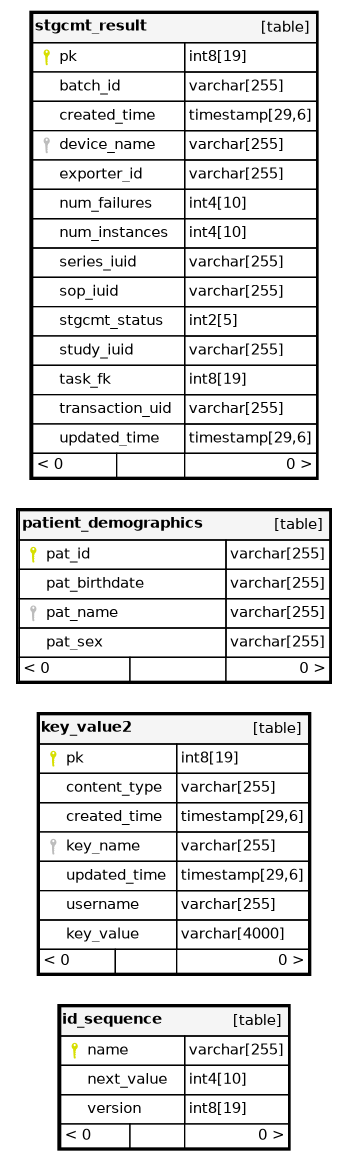 stgcmt_result [table]
pk int8[19]
batch_id varchar[255]
created_time timestamp[29,6]
device_name varchar[255]
exporter_id varchar[255]
num_failures int4[10]
num_instances int4[10]
series_iuid varchar[255]
sop_iuid varchar[255]
stgcmt_status int2[5]
study_iuid varchar[255]
task_fk int8[19]
transaction_uid varchar[255]
updated_time timestamp[29,6]
< 0 0 >
patient_demographics [table]
pat_id varchar[255]
pat_birthdate varchar[255]
pat_name varchar[255]
pat_sex varchar[255]
< 0 0 >
key_value2 [table]
pk int8[19]
content_type varchar[255]
created_time timestamp[29,6]
key_name varchar[255]
updated_time timestamp[29,6]
username varchar[255]
key_value varchar[4000]
< 0 0 >
id_sequence [table]
name varchar[255]
next_value int4[10]
version int8[19]
< 0 0 >